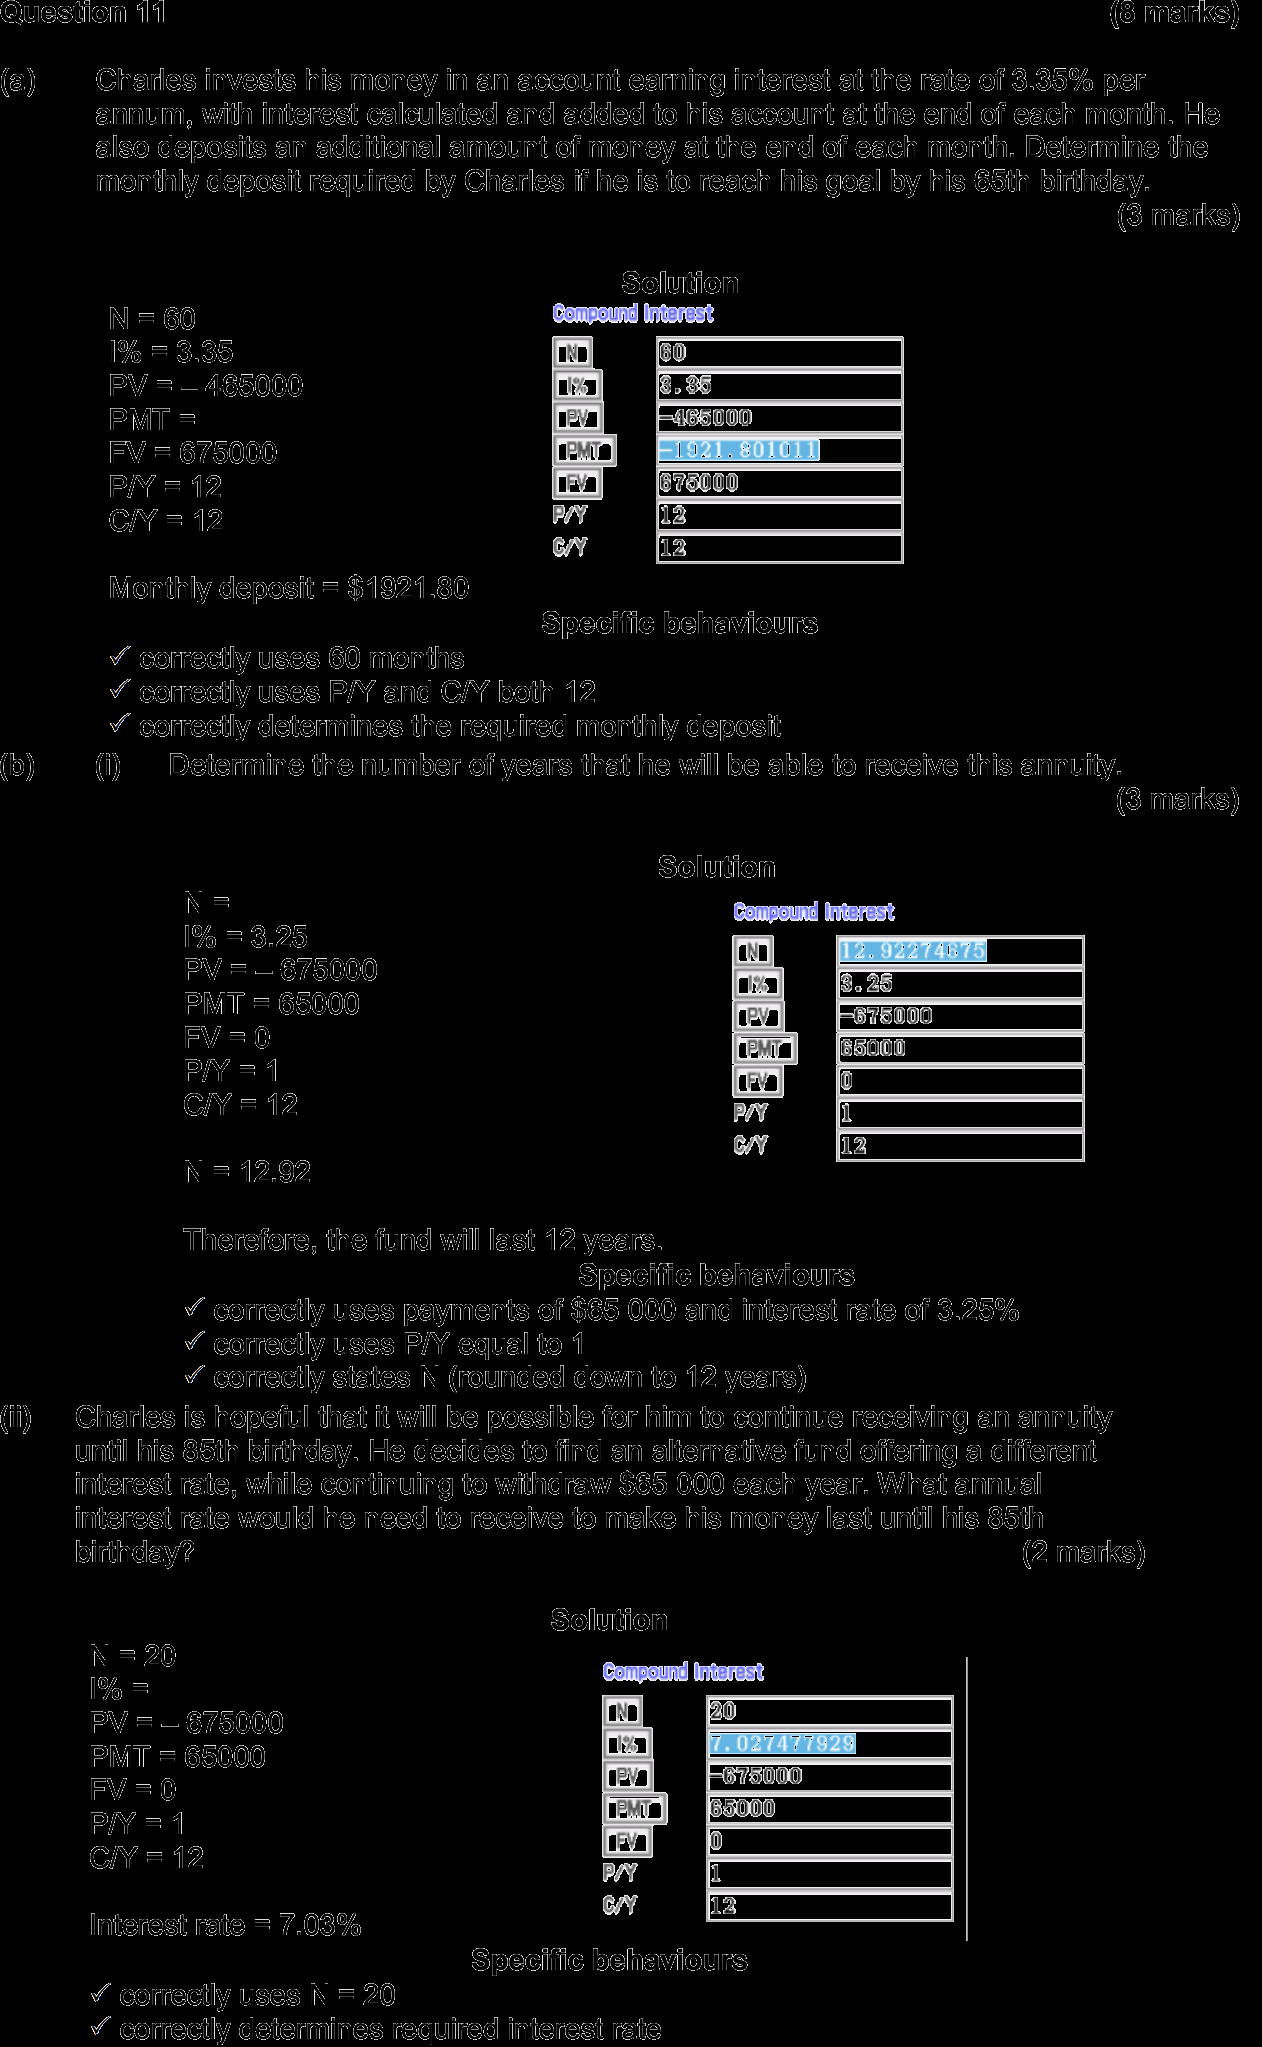 Question 11 (8 marks)
(a) Charles invests his money in an account earning interest at the rate of 3.35% per
annum, with interest calculated and added to his account at the end of each month. He
also deposits an additional amount of money at the end of each month. Determine the
monthly deposit required by Charles if he is to reach his goal by his 65th birthday.
(3 marks)
Solution
N = 60
I% = 3.35
PV = – 465000
PMT =
FV = 675000
P/Y = 12
C/Y = 12
Compound Interest
N 60
I% 3.35
PV -465000
PMT -1921.801011
FV 675000
P/Y 12
C/Y 12
Monthly deposit = $1921.80
Specific behaviours
✓ correctly uses 60 months
✓ correctly uses P/Y and C/Y both 12
✓ correctly determines the required monthly deposit
(b) (i) Determine the number of years that he will be able to receive this annuity.
(3 marks)
Solution
N =
I% = 3.25
PV = – 675000
PMT = 65000
FV = 0
P/Y = 1
C/Y = 12
Compound Interest
N 12.92274675
I% 3.25
PV -675000
PMT 65000
FV 0
P/Y 1
C/Y 12
N = 12.92
Therefore, the fund will last 12 years.
Specific behaviours
✓ correctly uses payments of $65 000 and interest rate of 3.25%
✓ correctly uses P/Y equal to 1
✓ correctly states N (rounded down to 12 years)
(ii) Charles is hopeful that it will be possible for him to continue receiving an annuity
until his 85th birthday. He decides to find an alternative fund offering a different
interest rate, while continuing to withdraw $65 000 each year. What annual
interest rate would he need to receive to make his money last until his 85th
birthday? (2 marks)
Solution
N = 20
I% =
PV = – 675000
PMT = 65000
FV = 0
P/Y = 1
C/Y = 12
Compound Interest
N 20
I% 7.027477929
PV -675000
PMT 65000
FV 0
P/Y 1
C/Y 12
Interest rate = 7.03%
Specific behaviours
✓ correctly uses N = 20
✓ correctly determines required interest rate